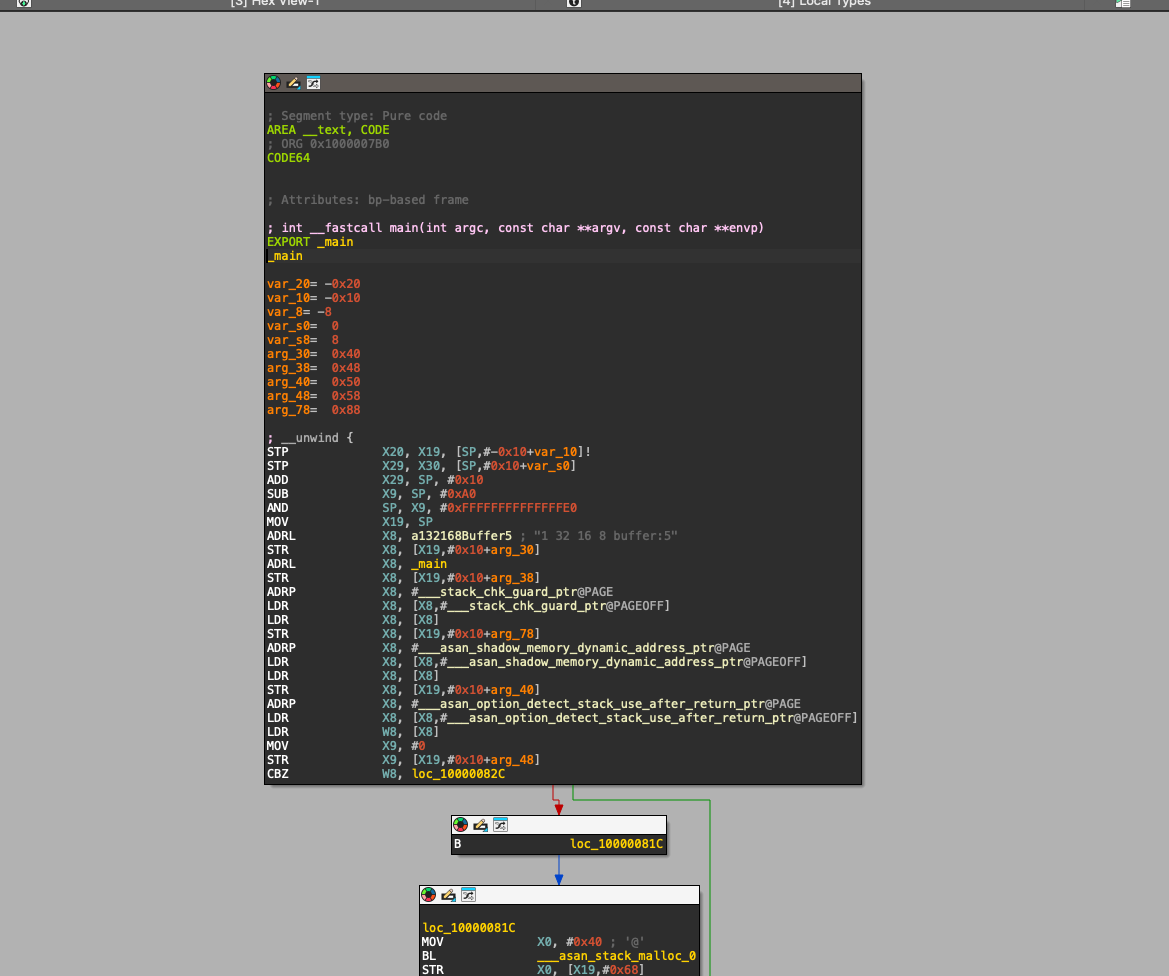 [3] Hex View-1
[4] Local Types
; Segment type: Pure code
AREA __text, CODE
; ORG 0x1000007B0
CODE64
; Attributes: bp-based frame
; int __fastcall main(int argc, const char **argv, const char **envp)
EXPORT _main
_main
var_20= -0x20
var_10= -0x10
var_8= -8
var_s0= 0
var_s8= 8
arg_30= 0x40
arg_38= 0x48
arg_40= 0x50
arg_48= 0x58
arg_78= 0x88
; __unwind {
STP X20, X19, [SP,#-0x10+var_10]!
STP X29, X30, [SP,#0x10+var_s0]
ADD X29, SP, #0x10
SUB X9, SP, #0xA0
AND SP, X9, #0xFFFFFFFFFFFFFFE0
MOV X19, SP
ADRL X8, a132168Buffer5 ; "1 32 16 8 buffer:5"
STR X8, [X19,#0x10+arg_30]
ADRL X8, _main
STR X8, [X19,#0x10+arg_38]
ADRP X8, #___stack_chk_guard_ptr@PAGE
LDR X8, [X8,#___stack_chk_guard_ptr@PAGEOFF]
LDR X8, [X8]
STR X8, [X19,#0x10+arg_78]
ADRP X8, #___asan_shadow_memory_dynamic_address_ptr@PAGE
LDR X8, [X8,#___asan_shadow_memory_dynamic_address_ptr@PAGEOFF]
LDR X8, [X8]
STR X8, [X19,#0x10+arg_40]
ADRP X8, #___asan_option_detect_stack_use_after_return_ptr@PAGE
LDR X8, [X8,#___asan_option_detect_stack_use_after_return_ptr@PAGEOFF]
LDR W8, [X8]
MOV X9, #0
STR X9, [X19,#0x10+arg_48]
CBZ W8, loc_10000082C
B loc_10000081C
loc_10000081C
MOV X0, #0x40 ; '@'
BL ___asan_stack_malloc_0
STR X0, [X19,#0x68]